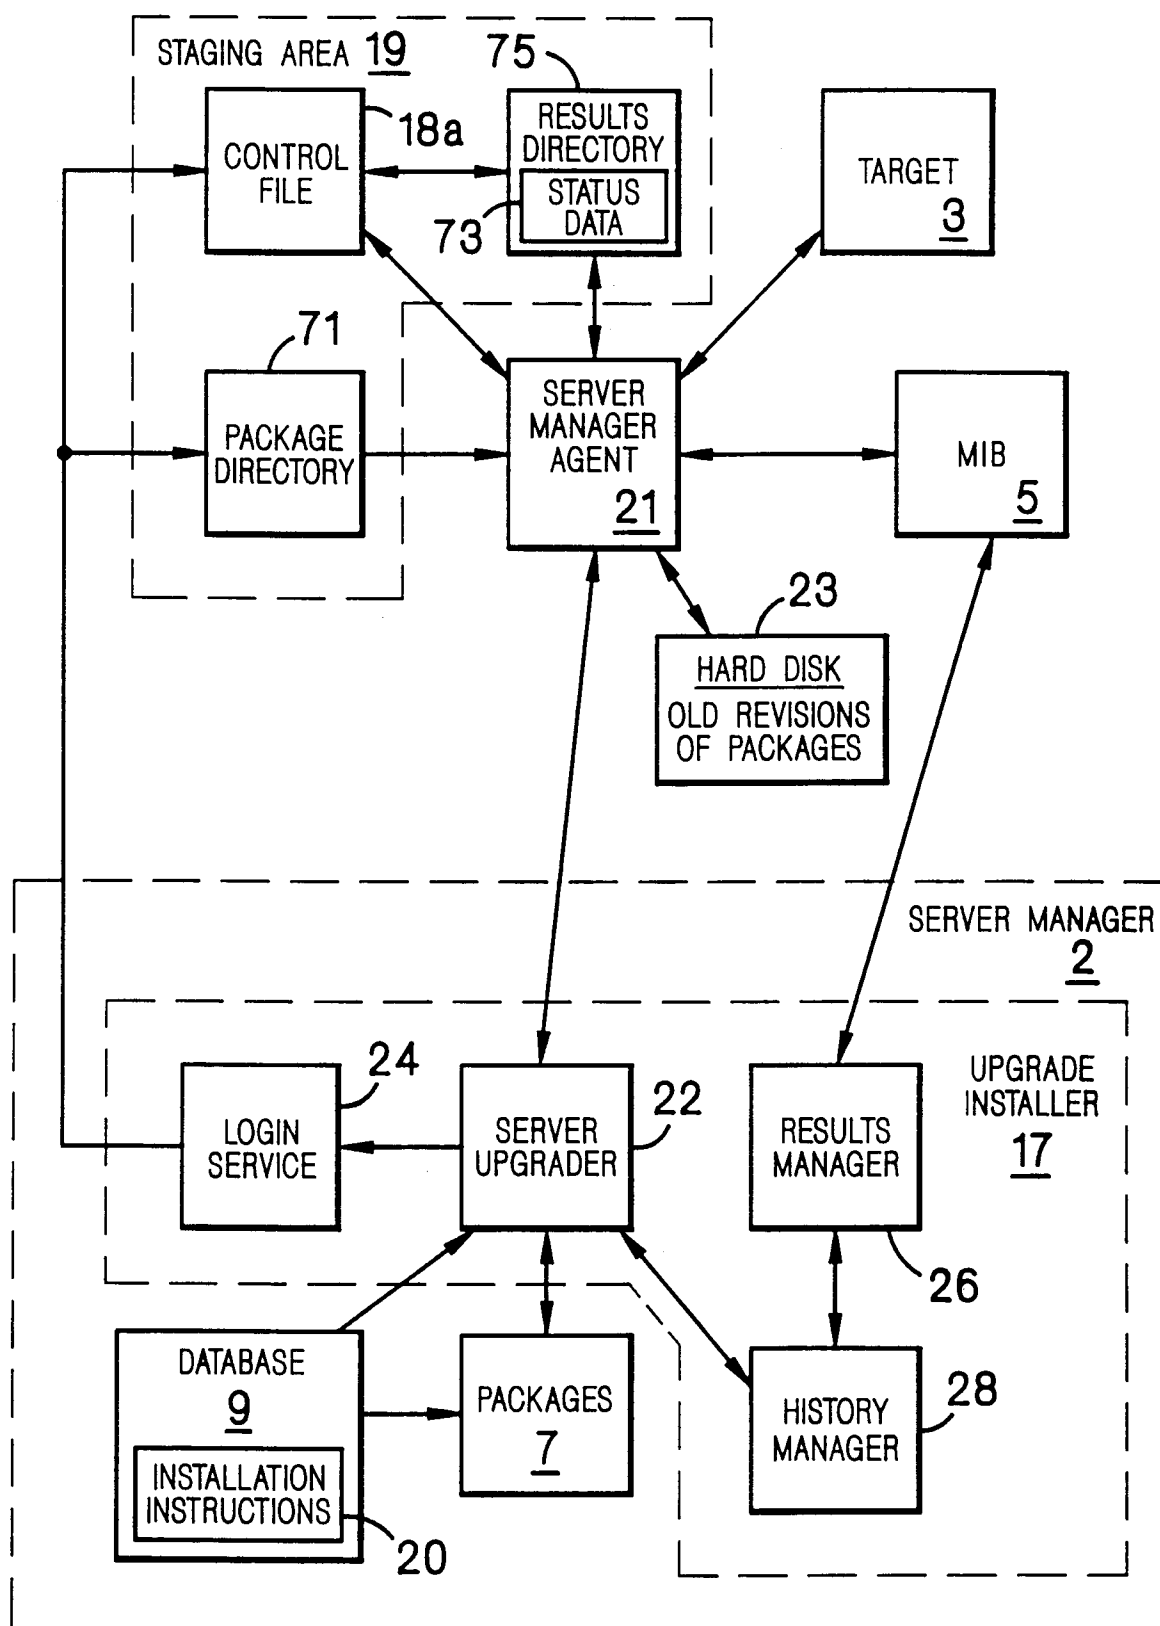 STAGING AREA 19
75
CONTROL
FILE
18a
RESULTS
DIRECTORY
STATUS
DATA
73
TARGET
3
71
PACKAGE
DIRECTORY
SERVER
MANAGER
AGENT
21
MIB
5
23
HARD DISK
OLD REVISIONS
OF PACKAGES
SERVER MANAGER
2
UPGRADE
INSTALLER
17
24
LOGIN
SERVICE
SERVER
UPGRADER
22
RESULTS
MANAGER
26
DATABASE
9
INSTALLATION
INSTRUCTIONS
20
PACKAGES
7
HISTORY
MANAGER
28